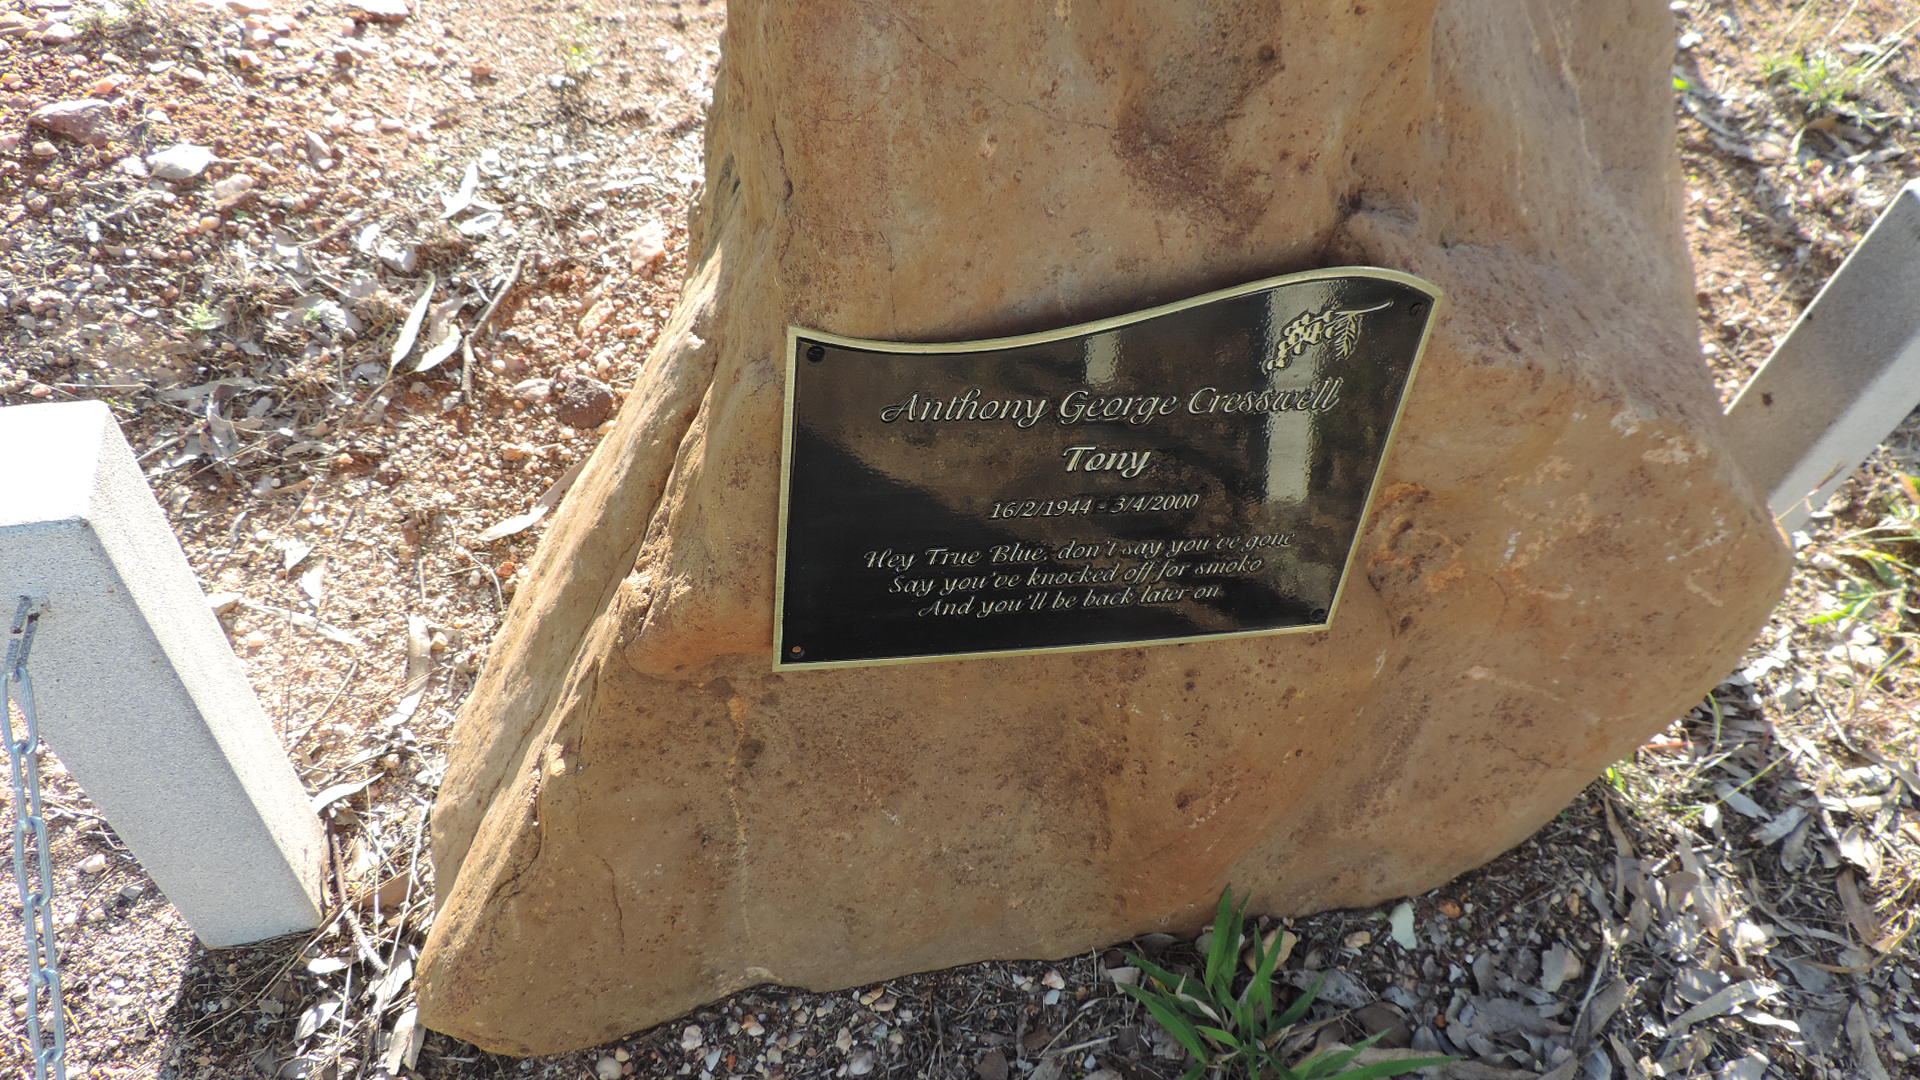 Anthony George Cresswell
Tony
16/2/1944 - 3/4/2000
Hey True Blue, don't say you've gone
Say you've knocked off for smoko
And you'll be back later on